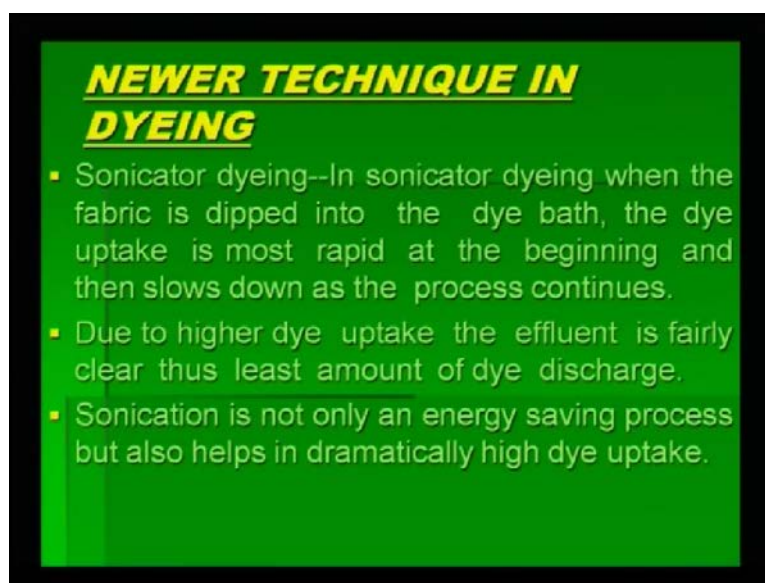 NEWER TECHNIQUE IN
DYEING
▪ Sonicator dyeing--In sonicator dyeing when the
fabric is dipped into the dye bath, the dye
uptake is most rapid at the beginning and
then slows down as the process continues.
▪ Due to higher dye uptake the effluent is fairly
clear thus least amount of dye discharge.
▪ Sonication is not only an energy saving process
but also helps in dramatically high dye uptake.